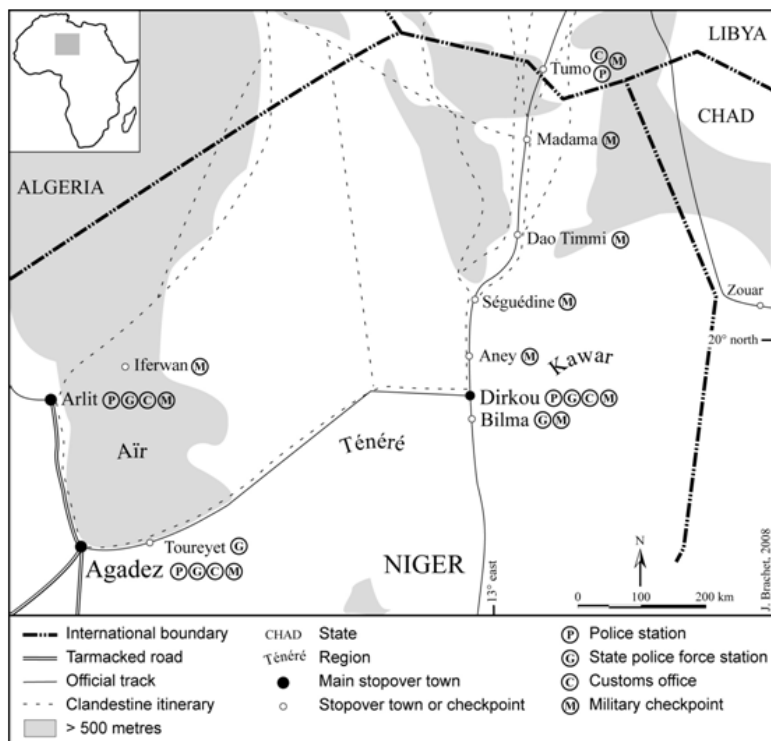 LIBYA
Tumo Ⓒ Ⓜ Ⓟ
CHAD
Madama Ⓜ
ALGERIA
Dao Timmi Ⓜ
Zouar
Séguédine Ⓜ
20° north
Iferwan Ⓜ
Aney Ⓜ
Kawar
Arlit Ⓟ Ⓖ Ⓒ Ⓜ
Dirkou Ⓟ Ⓖ Ⓒ Ⓜ
Bilma Ⓖ Ⓜ
Aïr
Ténéré
Toureyet Ⓖ
Agadez Ⓟ Ⓖ Ⓒ Ⓜ
NIGER
13° east
N
0 100 200 km
J. Brachet, 2008
International boundary
Tarmacked road
Official track
Clandestine itinerary
> 500 metres
CHAD State
Ténéré Region
Main stopover town
Stopover town or checkpoint
Ⓟ Police station
Ⓖ State police force station
Ⓒ Customs office
Ⓜ Military checkpoint